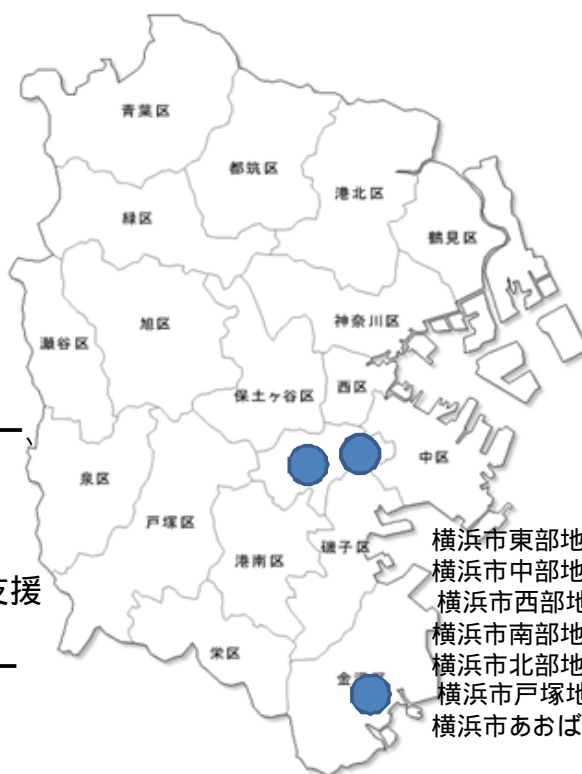 青葉区
都筑区
港北区
緑区
鶴見区
旭区
神奈川区
瀬谷区
西区
保土ヶ谷区
ー、
中区
泉区
戸塚区
磯子区
港南区
横浜市東部地
横浜市中部地
支援
横浜市西部地
横浜市南部地
栄区
横浜市北部地
ー
金
横浜市戸塚地
横浜市あおば